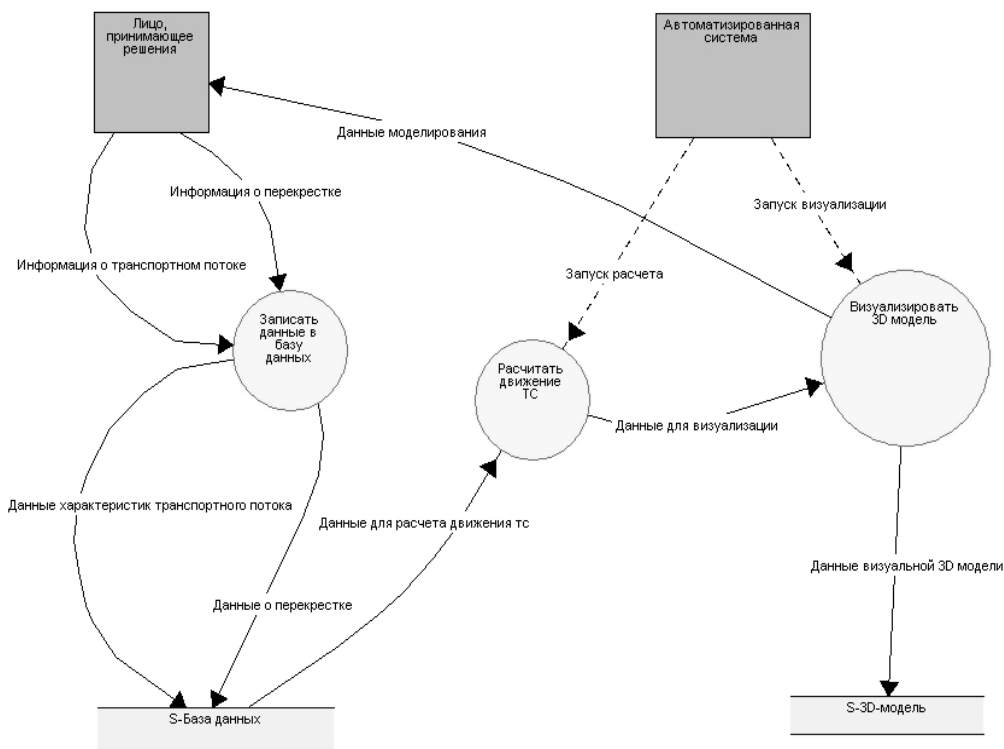 Лицо,
принимающее
решения
Автоматизированная
система
Данные моделирования
Информация о перекрестке
Запуск визуализации
Информация о транспортном потоке
Запуск расчета
Записать
данные в
базу
данных
Визуализировать
3D модель
Расчитать
движение
ТС
Данные для визуализации
Данные характеристик транспортного потока
Данные для расчета движения тс
Данные визуальной 3D модели
Данные о перекрестке
S-База данных
S-3D-модель